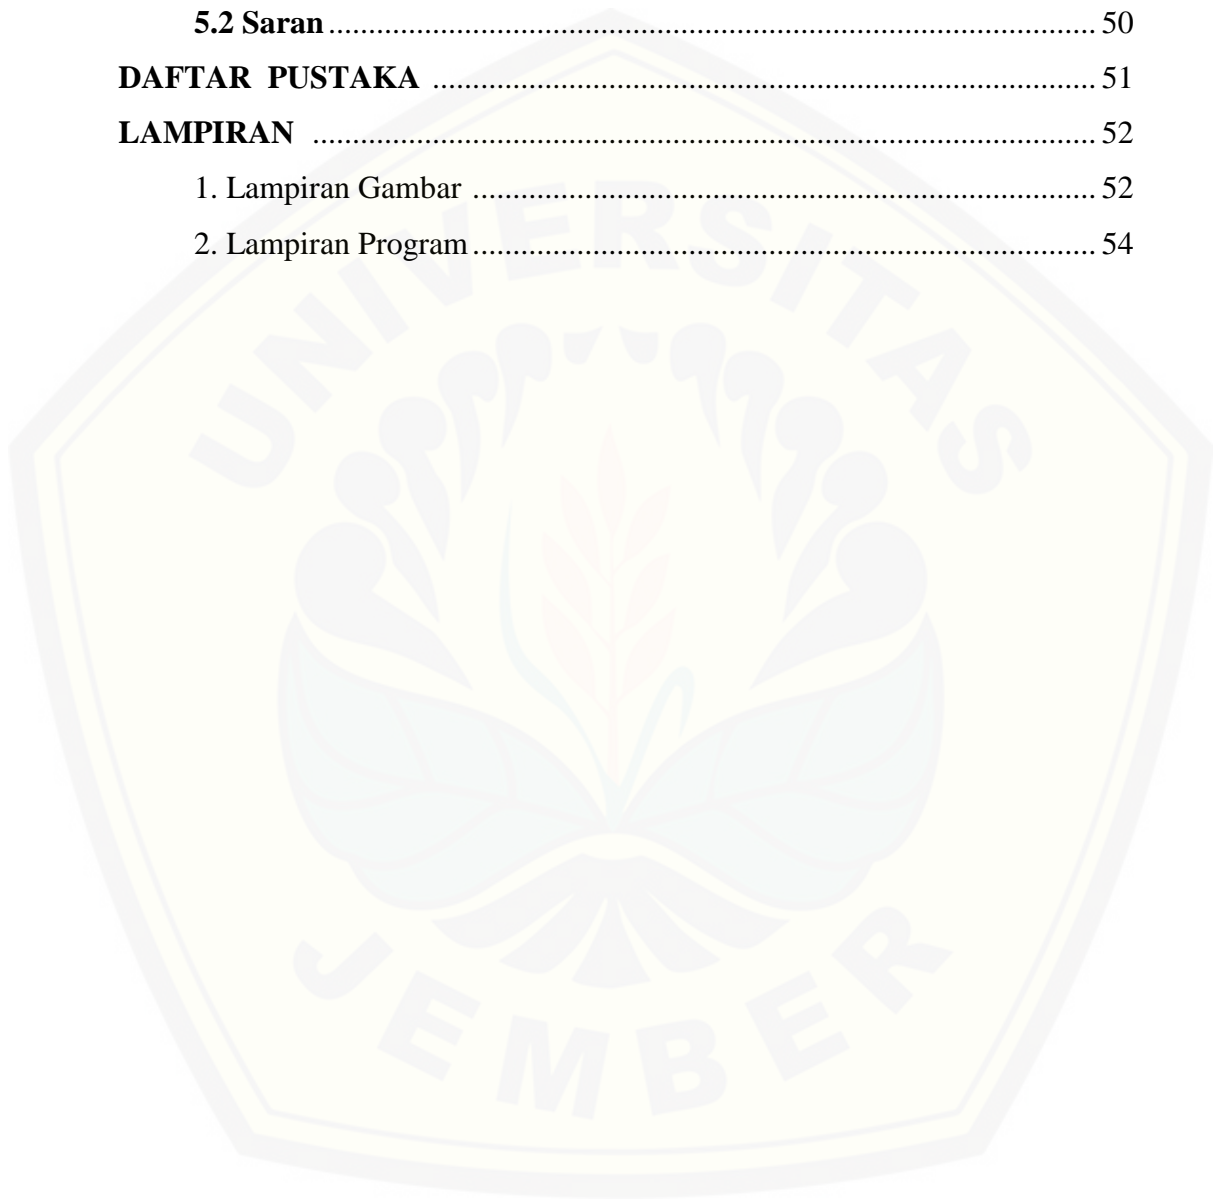 5.2 Saran ................................................................................................ 50
DAFTAR PUSTAKA ................................................................................... 51
LAMPIRAN .................................................................................................. 52
1. Lampiran Gambar .............................................................................. 52
2. Lampiran Program .............................................................................. 54
UNIVERSITAS
JEMBER